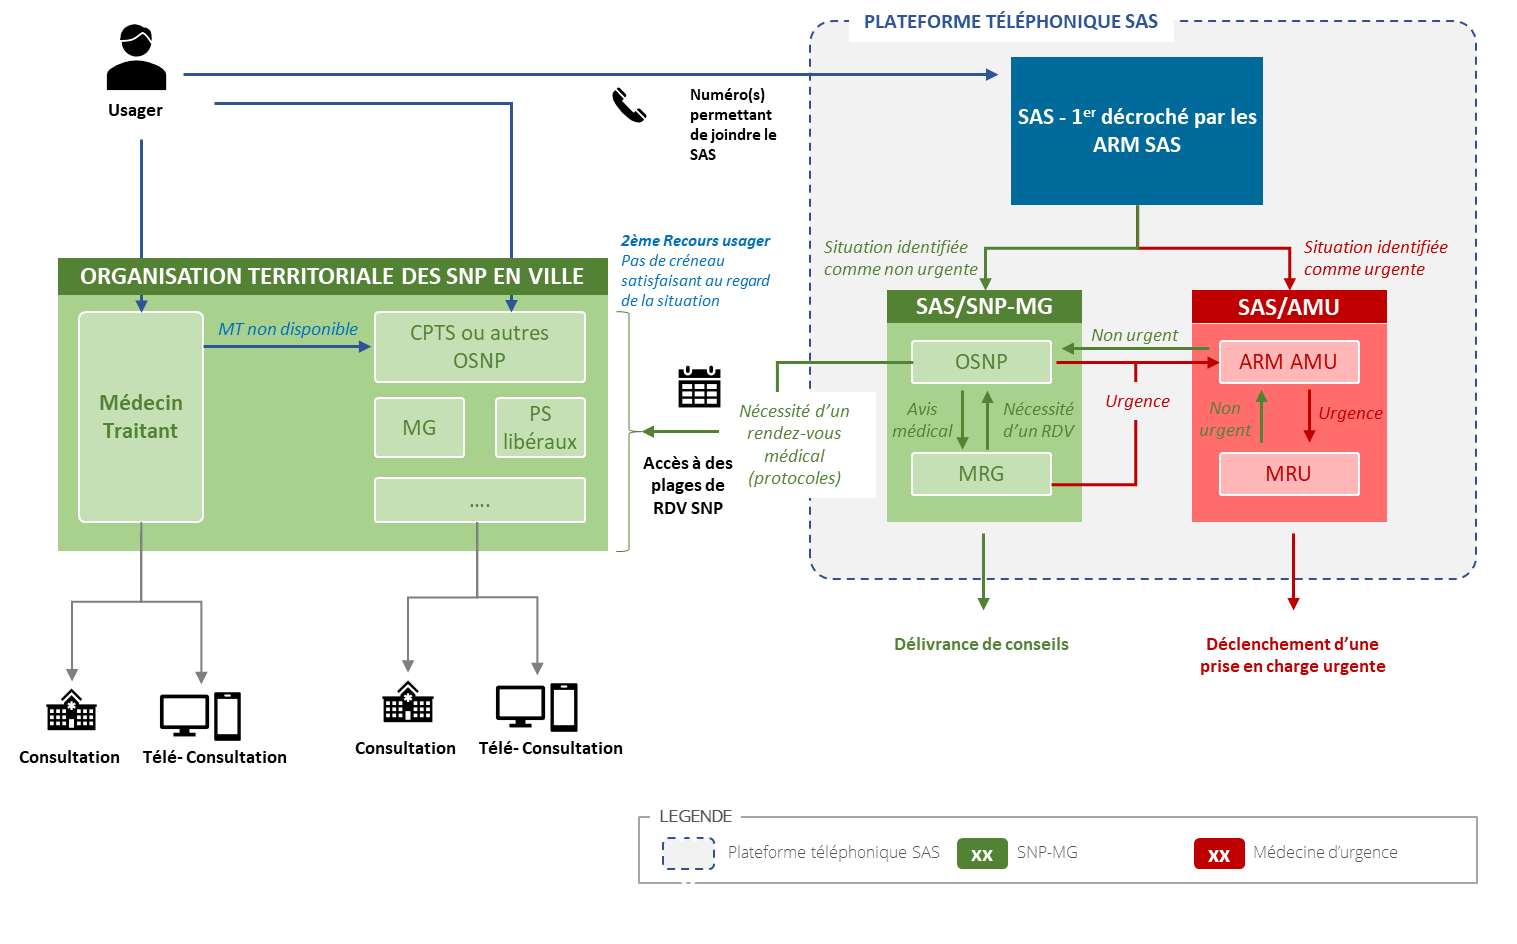 PLATEFORME TÉLÉPHONIQUE SAS
Usager
Numéro(s)
permettant
de joindre le
SAS
SAS - 1er décroché par les
ARM SAS
2ème Recours usager
Pas de créneau
satisfaisant au regard
de la situation
Situation identifiée
comme non urgente
Situation identifiée
comme urgente
ORGANISATION TERRITORIALE DES SNP EN VILLE
Médecin
Traitant
MT non disponible
CPTS ou autres
OSNP
MG
PS
libéraux
....
Accès à des
plages de
RDV SNP
Nécessité d’un
rendez-vous
médical
(protocoles)
SAS/SNP-MG
OSNP
Avis
médical
Nécessité
d’un RDV
MRG
Non urgent
Urgence
SAS/AMU
ARM AMU
Non
urgent
Urgence
MRU
Délivrance de conseils
Déclenchement d’une
prise en charge urgente
Consultation
Télé- Consultation
Consultation
Télé- Consultation
LEGENDE
Plateforme téléphonique SAS
xx
SNP-MG
xx
Médecine d’urgence